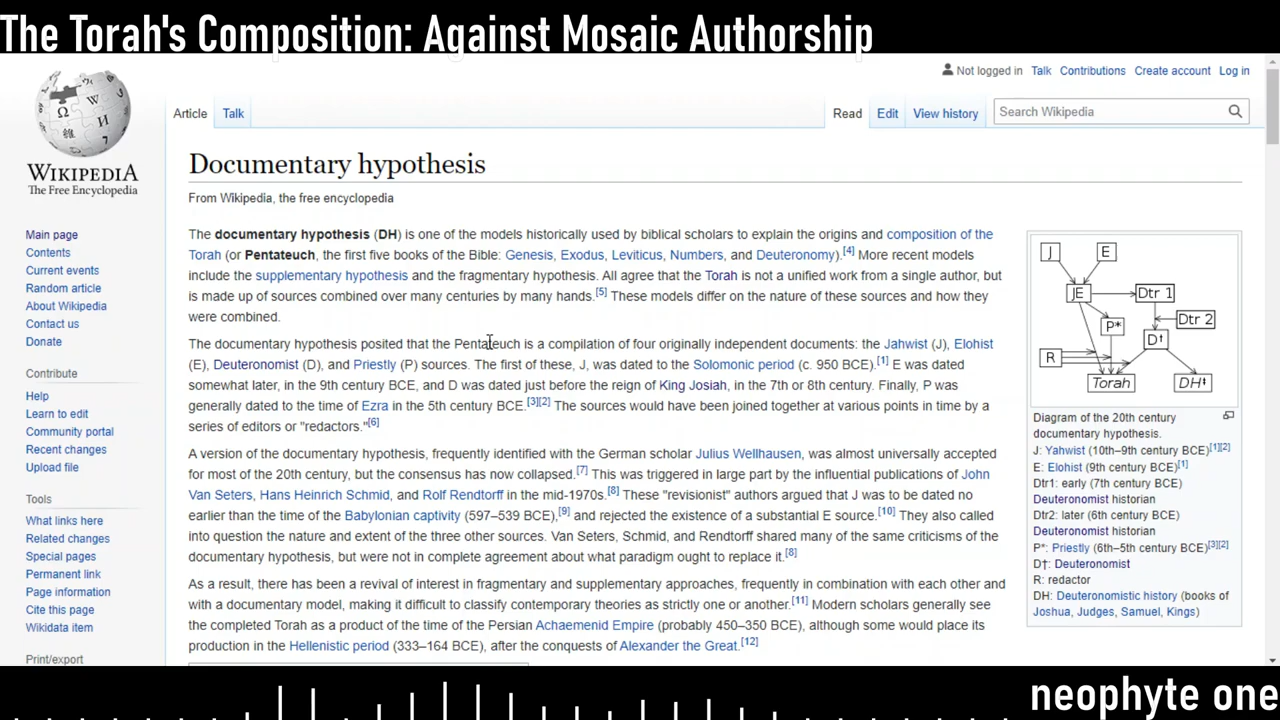 The Torah's Composition: Against Mosaic Authorship
Not logged in Talk Contributions Create account Log in
Article Talk Read Edit View history Search Wikipedia
WIKIPEDIA
The Free Encyclopedia
Main page
Contents
Current events
Random article
About Wikipedia
Contact us
Donate
Contribute
Help
Learn to edit
Community portal
Recent changes
Upload file
Tools
What links here
Related changes
Special pages
Permanent link
Page information
Cite this page
Wikidata item
Print/export
Documentary hypothesis
From Wikipedia, the free encyclopedia
The documentary hypothesis (DH) is one of the models historically used by biblical scholars to explain the origins and composition of the
Torah (or Pentateuch, the first five books of the Bible: Genesis, Exodus, Leviticus, Numbers, and Deuteronomy).[4] More recent models
include the supplementary hypothesis and the fragmentary hypothesis. All agree that the Torah is not a unified work from a single author, but
is made up of sources combined over many centuries by many hands.[5] These models differ on the nature of these sources and how they
were combined.
The documentary hypothesis posited that the Pentateuch is a compilation of four originally independent documents: the Jahwist (J), Elohist
(E), Deuteronomist (D), and Priestly (P) sources. The first of these, J, was dated to the Solomonic period (c. 950 BCE).[1] E was dated
somewhat later, in the 9th century BCE, and D was dated just before the reign of King Josiah, in the 7th or 8th century. Finally, P was
generally dated to the time of Ezra in the 5th century BCE.[3][2] The sources would have been joined together at various points in time by a
series of editors or "redactors."[6]
A version of the documentary hypothesis, frequently identified with the German scholar Julius Wellhausen, was almost universally accepted
for most of the 20th century, but the consensus has now collapsed.[7] This was triggered in large part by the influential publications of John
Van Seters, Hans Heinrich Schmid, and Rolf Rendtorff in the mid-1970s.[8] These "revisionist" authors argued that J was to be dated no
earlier than the time of the Babylonian captivity (597–539 BCE),[9] and rejected the existence of a substantial E source.[10] They also called
into question the nature and extent of the three other sources. Van Seters, Schmid, and Rendtorff shared many of the same criticisms of the
documentary hypothesis, but were not in complete agreement about what paradigm ought to replace it.[8]
As a result, there has been a revival of interest in fragmentary and supplementary approaches, frequently in combination with each other and
with a documentary model, making it difficult to classify contemporary theories as strictly one or another.[11] Modern scholars generally see
the completed Torah as a product of the time of the Persian Achaemenid Empire (probably 450–350 BCE), although some would place its
production in the Hellenistic period (333–164 BCE), after the conquests of Alexander the Great.[12]
J E
JE Dtr 1
P* Dtr 2
D†
R
Torah DH‡
Diagram of the 20th century
documentary hypothesis.
J: Yahwist (10th–9th century BCE)[1][2]
E: Elohist (9th century BCE)[1]
Dtr1: early (7th century BCE)
Deuteronomist historian
Dtr2: later (6th century BCE)
Deuteronomist historian
P*: Priestly (6th–5th century BCE)[3][2]
D†: Deuteronomist
R: redactor
DH: Deuteronomistic history (books of
Joshua, Judges, Samuel, Kings)
neophyte one